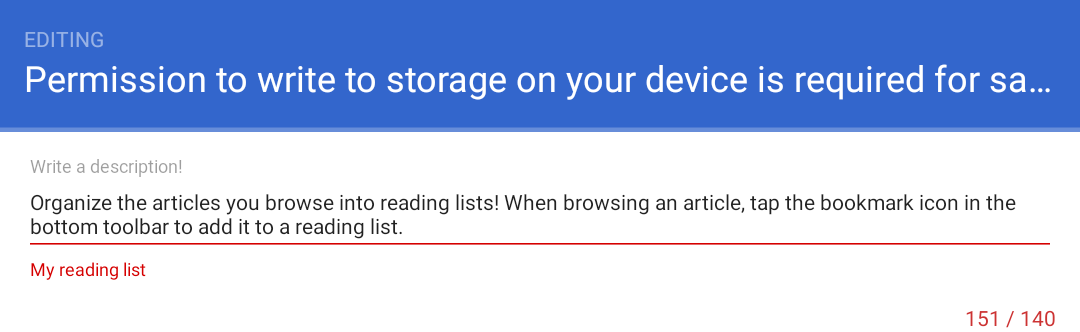 EDITING
Permission to write to storage on your device is required for sa...
Write a description!
Organize the articles you browse into reading lists! When browsing an article, tap the bookmark icon in the
bottom toolbar to add it to a reading list.
My reading list
151 / 140